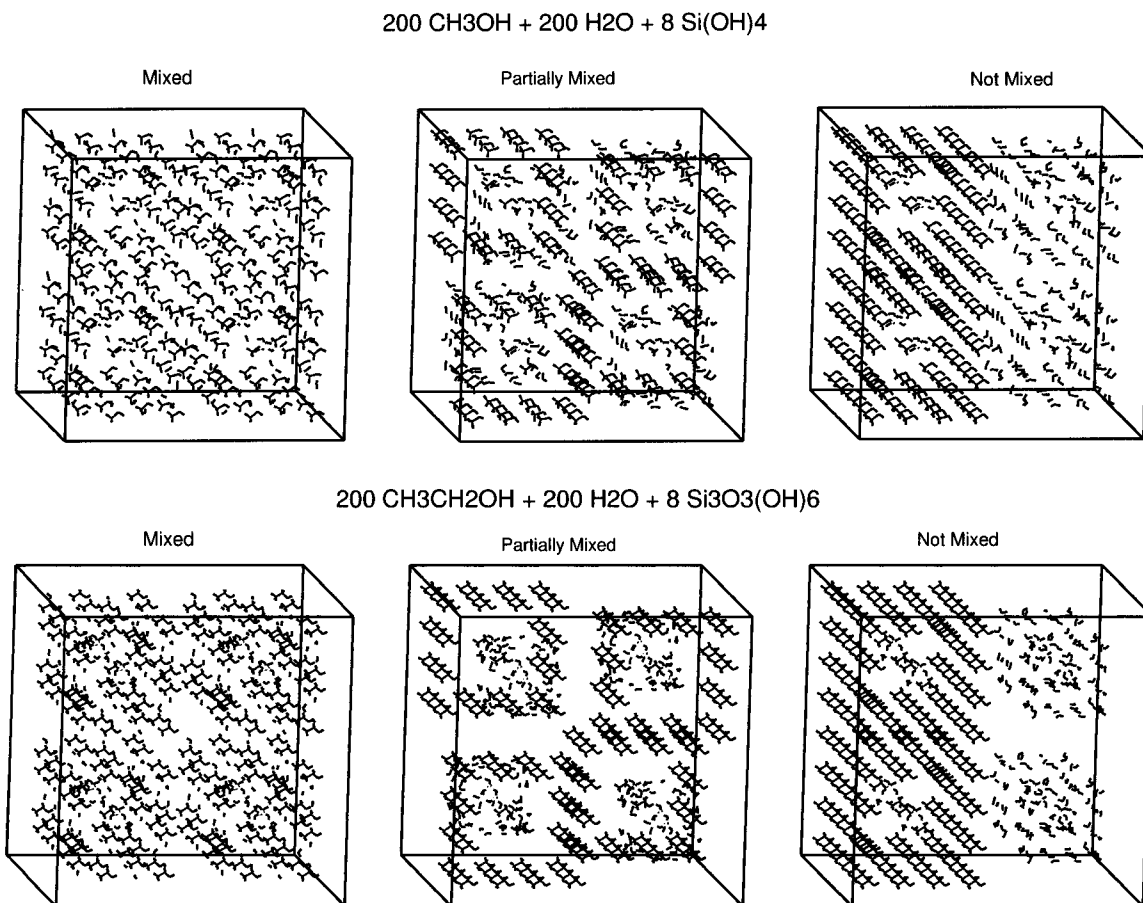 200 CH3OH + 200 H2O + 8 Si(OH)4
Mixed
Partially Mixed
Not Mixed
200 CH3CH2OH + 200 H2O + 8 Si3O3(OH)6
Mixed
Partially Mixed
Not Mixed